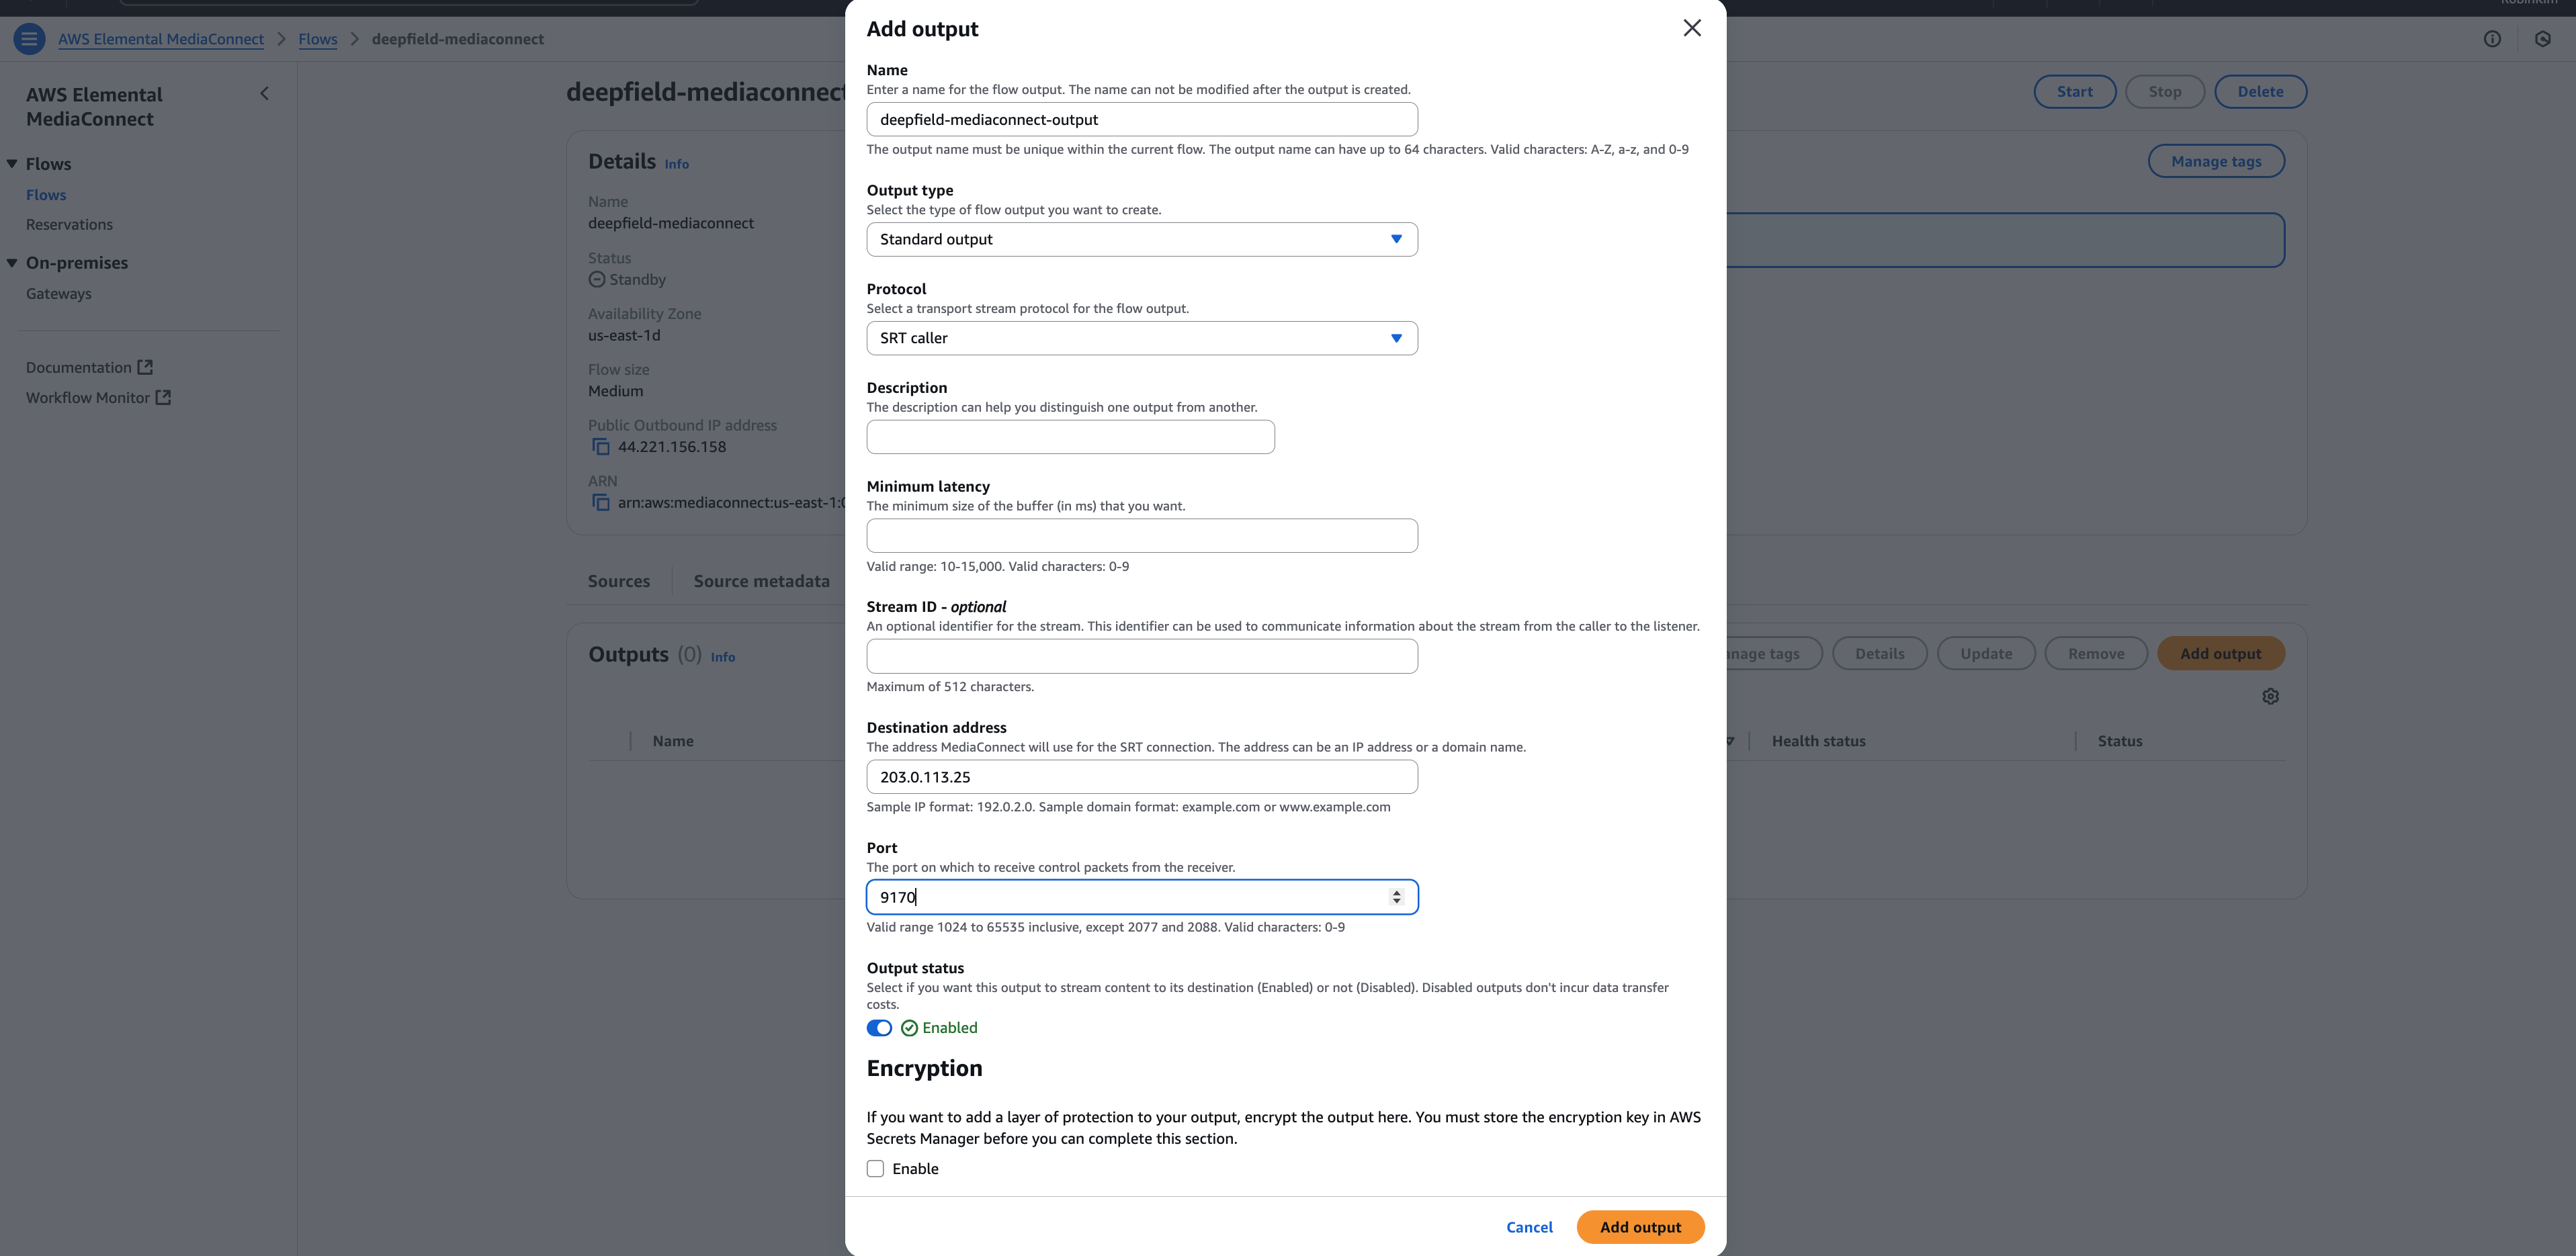 AWS Elemental MediaConnect > Flows > deepfield-mediaconnect
AWS Elemental
MediaConnect
Flows
Flows
Reservations
On-premises
Gateways
Documentation
Workflow Monitor
deepfield-mediaconnect
Start
Stop
Delete
Details Info
Manage tags
Name
deepfield-mediaconnect
Status
Standby
Availability Zone
us-east-1d
Flow size
Medium
Public Outbound IP address
44.221.156.158
ARN
arn:aws:mediaconnect:us-east-1:
Sources
Source metadata
Outputs (0) Info
tags
Details
Update
Remove
Add output
Name
Health status
Status
Add output
Name
Enter a name for the flow output. The name can not be modified after the output is created.
deepfield-mediaconnect-output
The output name must be unique within the current flow. The output name can have up to 64 characters. Valid characters: A-Z, a-z, and 0-9
Output type
Select the type of flow output you want to create.
Standard output
Protocol
Select a transport stream protocol for the flow output.
SRT caller
Description
The description can help you distinguish one output from another.
Minimum latency
The minimum size of the buffer (in ms) that you want.
Valid range: 10-15,000. Valid characters: 0-9
Stream ID - optional
An optional identifier for the stream. This identifier can be used to communicate information about the stream from the caller to the listener.
Maximum of 512 characters.
Destination address
The address MediaConnect will use for the SRT connection. The address can be an IP address or a domain name.
203.0.113.25
Sample IP format: 192.0.2.0. Sample domain format: example.com or www.example.com
Port
The port on which to receive control packets from the receiver.
9170
Valid range 1024 to 65535 inclusive, except 2077 and 2088. Valid characters: 0-9
Output status
Select if you want this output to stream content to its destination (Enabled) or not (Disabled). Disabled outputs don't incur data transfer
costs.
Enabled
Encryption
If you want to add a layer of protection to your output, encrypt the output here. You must store the encryption key in AWS
Secrets Manager before you can complete this section.
Enable
Cancel
Add output